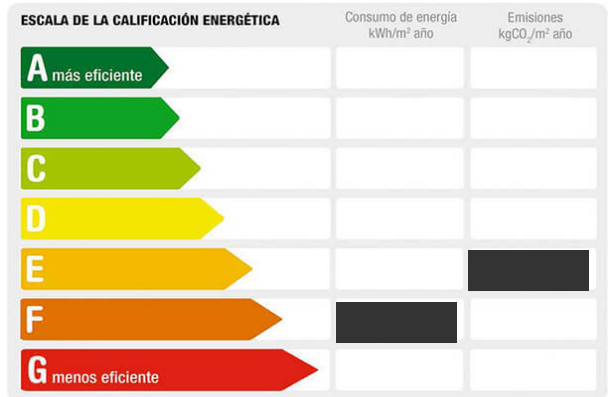 ESCALA DE LA CALIFICACIÓN ENERGÉTICA
Consumo de energía
kWh/m² año
Emisiones
kgCO₂/m² año
A más eficiente
B
C
D
E
F
G menos eficiente